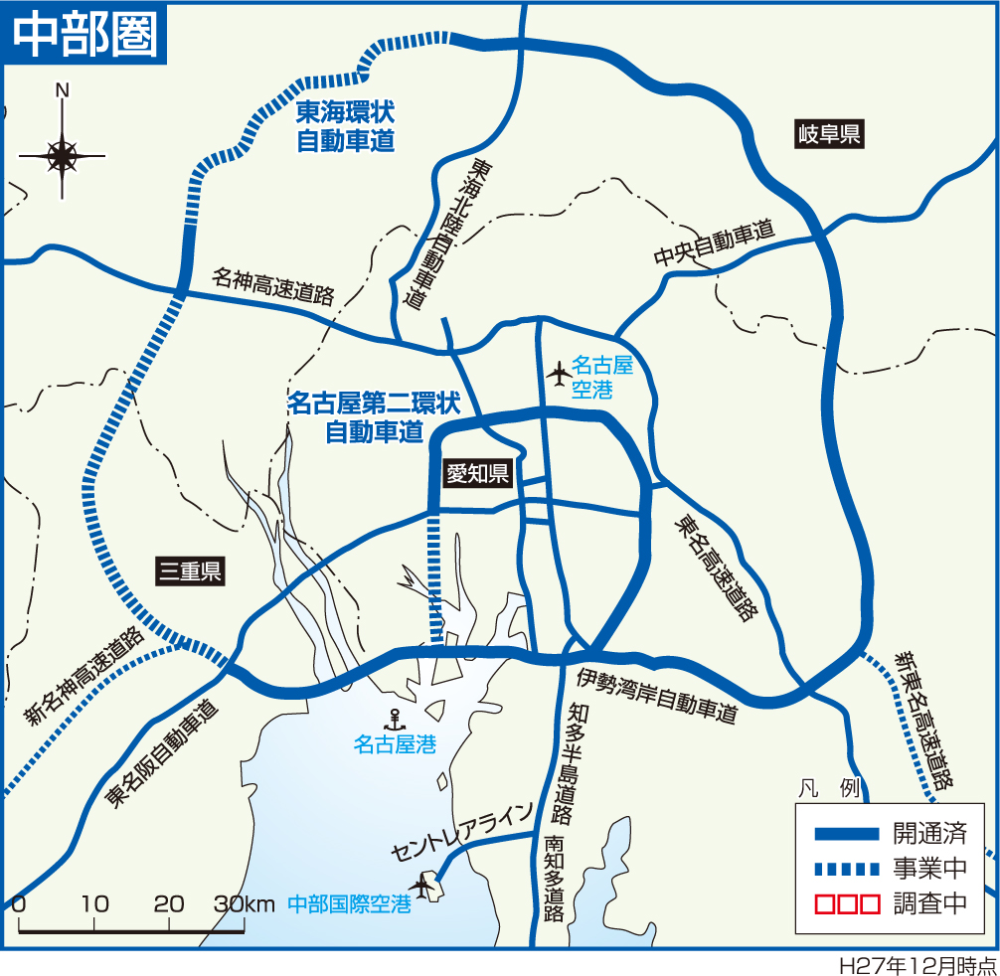 中部圏
N
東海環状
自動車道
岐阜県
東海北陸自動車道
中央自動車道
名神高速道路
名古屋
空港
名古屋第二環状
自動車道
愛知県
東名高速道路
三重県
新名神高速道路
東名阪自動車道
伊勢湾岸自動車道
新東名高速道路
名古屋港
知多半島道路
セントレアライン
南知多道路
中部国際空港
0 10 20 30km
凡 例
開通済
事業中
調査中
H27年12月時点